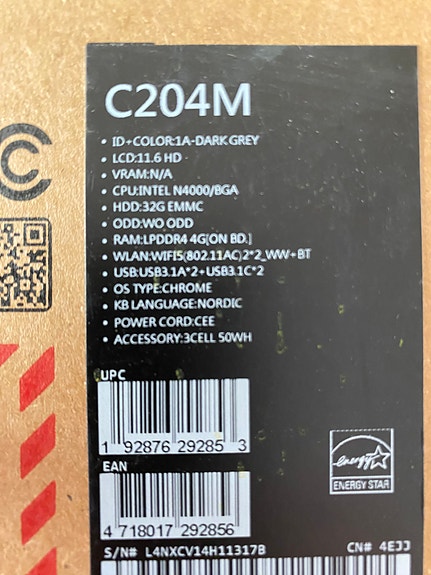 C204M
• ID+COLOR:1A-DARK GREY
• LCD:11.6 HD
• VRAM:N/A
• CPU:INTEL N4000/BGA
• HDD:32G EMMC
• ODD:WO ODD
• RAM:LPDDR4 4G[ON BD.]
• WLAN:WIFI5(802.11AC)2*2_WW+BT
• USB:USB3.1A*2+USB3.1C*2
• OS TYPE:CHROME
• KB LANGUAGE:NORDIC
• POWER CORD:CEE
• ACCESSORY:3CELL 50WH
UPC
1 92876 29285 3
EAN
4 718017 292856
energy
ENERGY STAR
S/N# L4NXCV14H11317B CN# 4EJJ